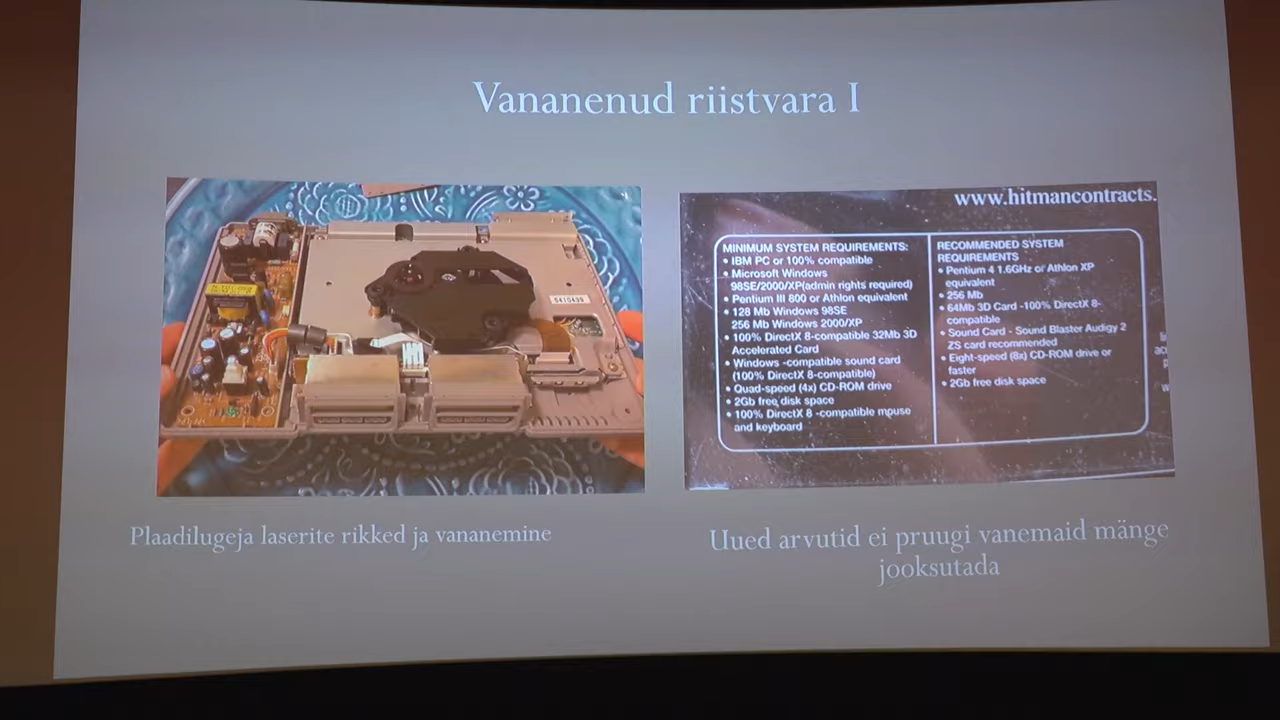 Vananenud riistvara I
www.hitmancontracts.
MINIMUM SYSTEM REQUIREMENTS:
• IBM PC or 100% compatible
• Microsoft Windows
98SE/2000/XP(admin rights required)
• Pentium III 800 or Athlon equivalent
• 128 Mb Windows 98SE
256 Mb Windows 2000/XP
• 100% DirectX 8-compatible 32Mb 3D
Accelerated Card
• Windows -compatible sound card
(100% DirectX 8-compatible)
• Quad-speed (4x) CD-ROM drive
• 2Gb free disk space
• 100% DirectX 8 -compatible mouse
and keyboard
RECOMMENDED SYSTEM
REQUIREMENTS
• Pentium 4 1.6GHz or Athlon XP
equivalent
• 256 Mb
• 64Mb 3D Card -100% DirectX 8-
compatible
• Sound Card - Sound Blaster Audigy 2
ZS card recommended
• Eight-speed (8x) CD-ROM drive or
faster
• 2Gb free disk space
Plaadilugeja laserite rikked ja vananemine
Uued arvutid ei pruugi vanemaid mänge
jooksutada